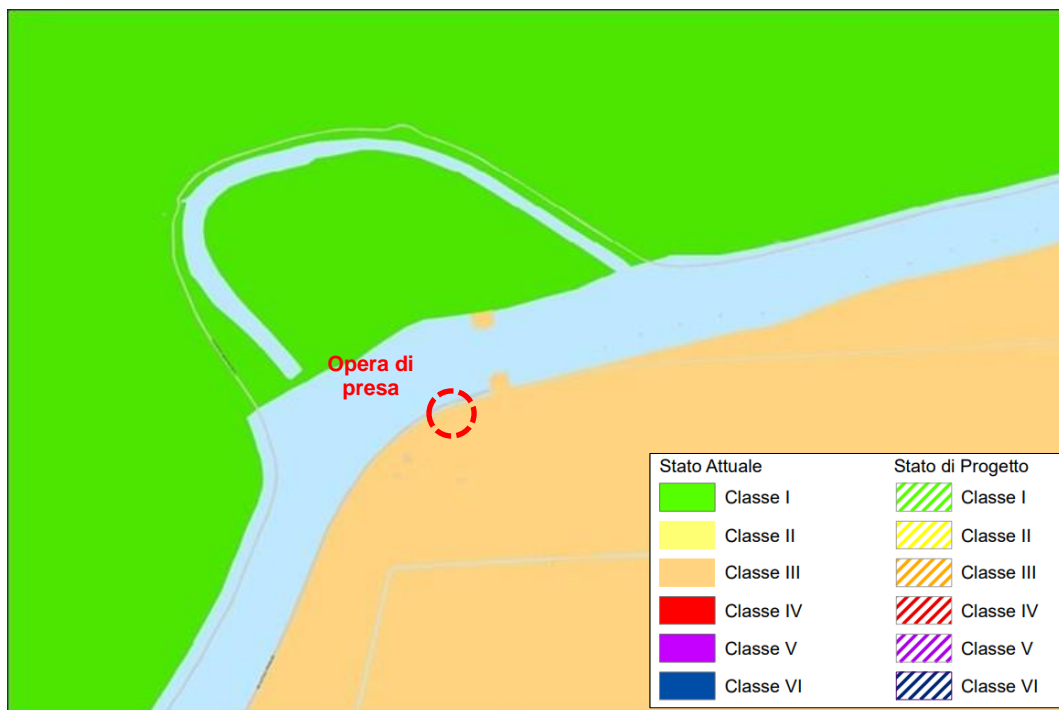 Opera di
presa
Stato Attuale
Stato di Progetto
Classe I
Classe I
Classe II
Classe II
Classe III
Classe III
Classe IV
Classe IV
Classe V
Classe V
Classe VI
Classe VI